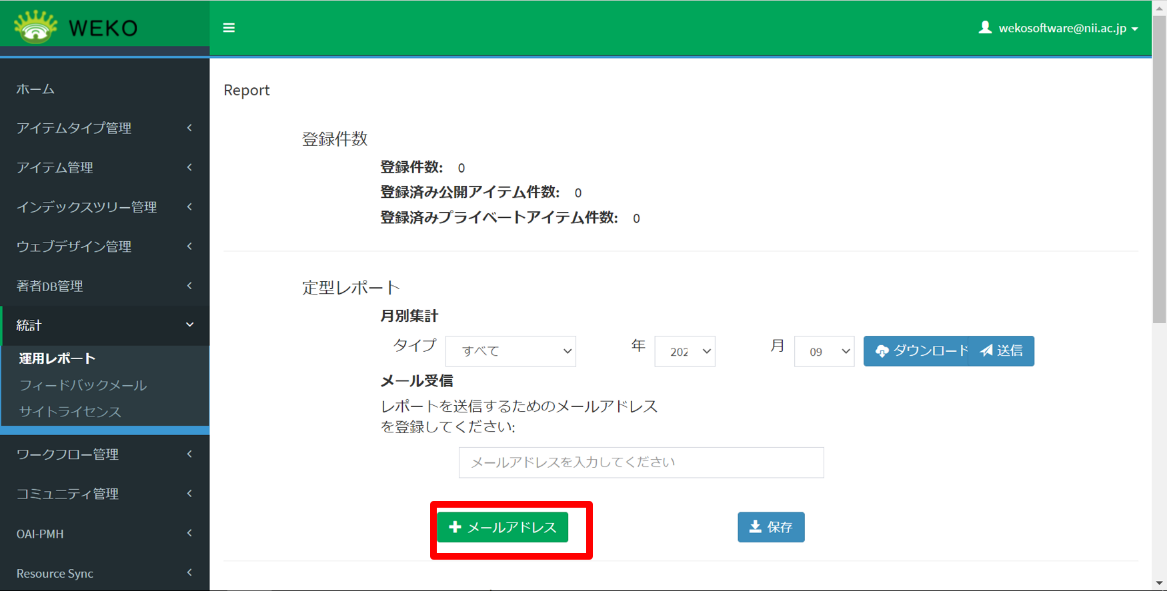 WEKO
wekosoftware@nii.ac.jp
ホーム
アイテムタイプ管理
アイテム管理
インデックスツリー管理
ウェブデザイン管理
著者DB管理
統計
運用レポート
フィードバックメール
サイトライセンス
ワークフロー管理
コミュニティ管理
OAI-PMH
Resource Sync
Report
登録件数
登録件数: 0
登録済み公開アイテム件数: 0
登録済みプライベートアイテム件数: 0
定型レポート
月別集計
タイプ すべて 年 202 月 09 ダウンロード 送信
メール受信
レポートを送信するためのメールアドレス
を登録してください:
メールアドレスを入力してください
メールアドレス 保存